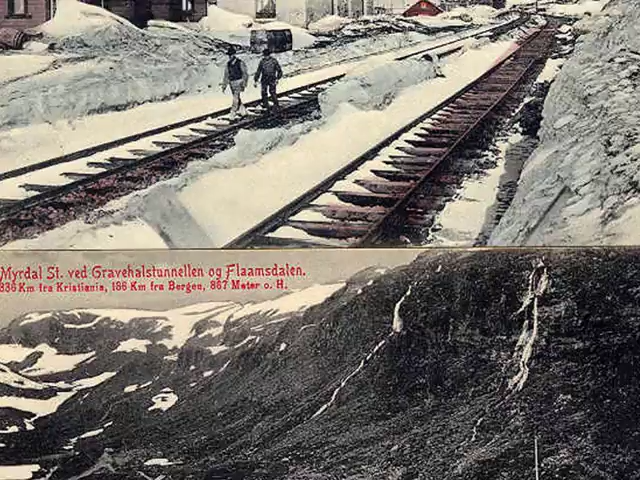 Myrdal St. ved Gravehalstunnellen og Flaamsdalen.
336 Km fra Kristiania, 186 Km fra Bergen, 867 Meter o. H.